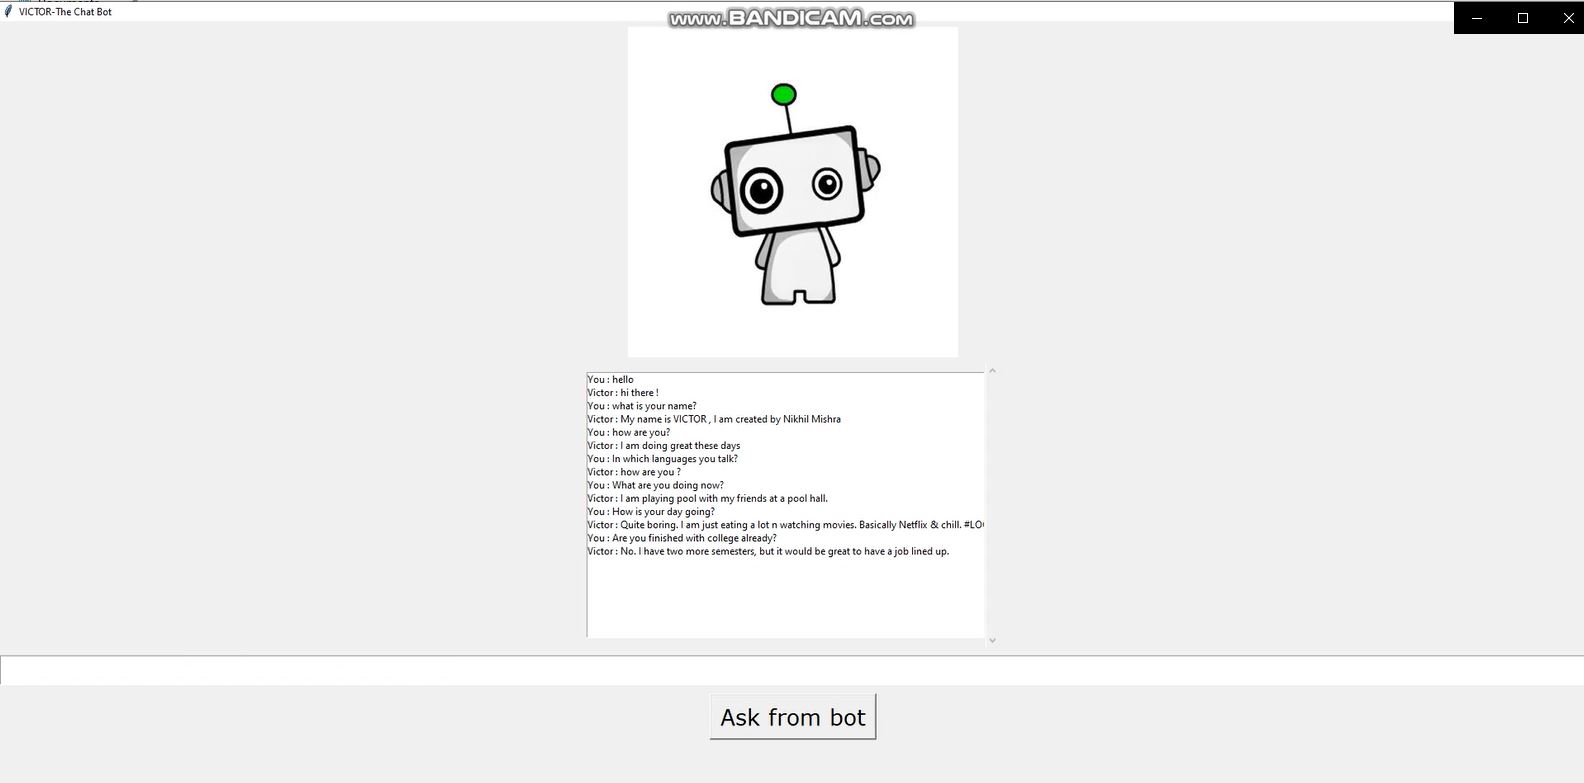 VICTOR-The Chat Bot
www.BANDICAM.com
You : hello
Victor : hi there !
You : what is your name?
Victor : My name is VICTOR , I am created by Nikhil Mishra
You : how are you?
Victor : I am doing great these days
You : In which languages you talk?
Victor : how are you ?
You : What are you doing now?
Victor : I am playing pool with my friends at a pool hall.
You : How is your day going?
Victor : Quite boring. I am just eating a lot n watching movies. Basically Netflix & chill.
You : Are you finished with college already?
Victor : No. I have two more semesters, but it would be great to have a job lined up.
Ask from bot